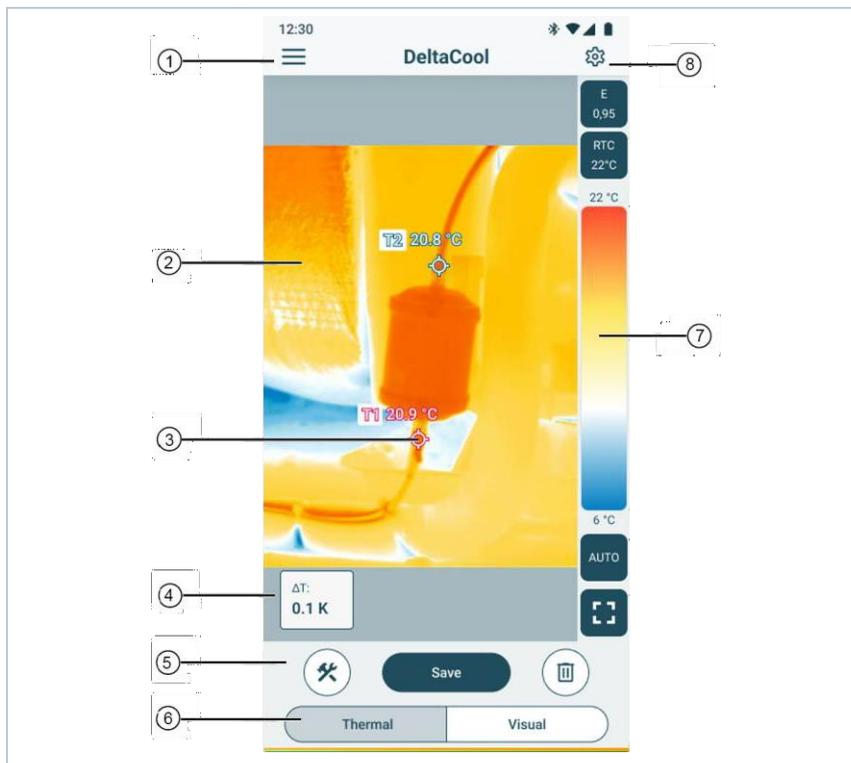 12:30
1
DeltaCool
8
E
0,95
RTC
22°C
22 °C
T2 20.8 °C
2
7
T1 20.9 °C
3
6 °C
AUTO
4
ΔT:
0.1 K
5
Save
6
Thermal
Visual